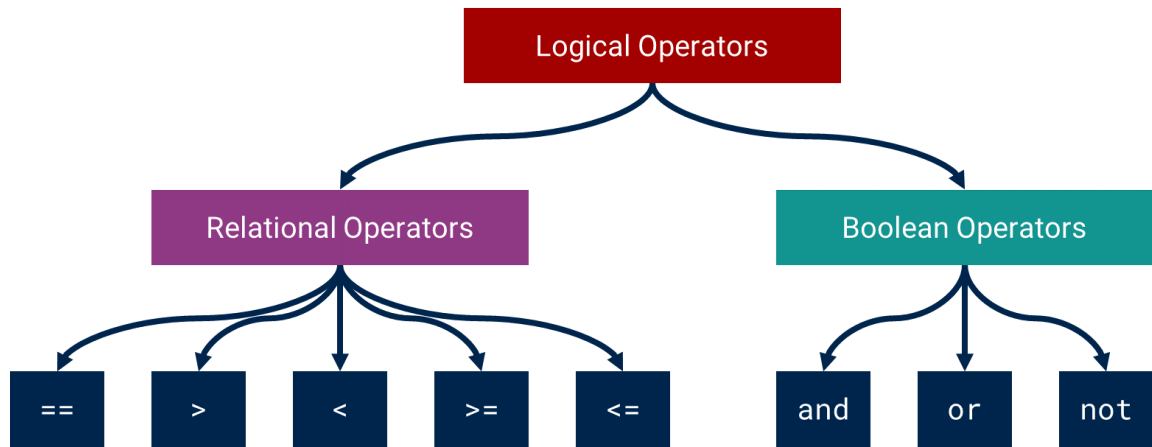 Logical Operators
Relational Operators
Boolean Operators
==
>
<
>=
<=
and
or
not